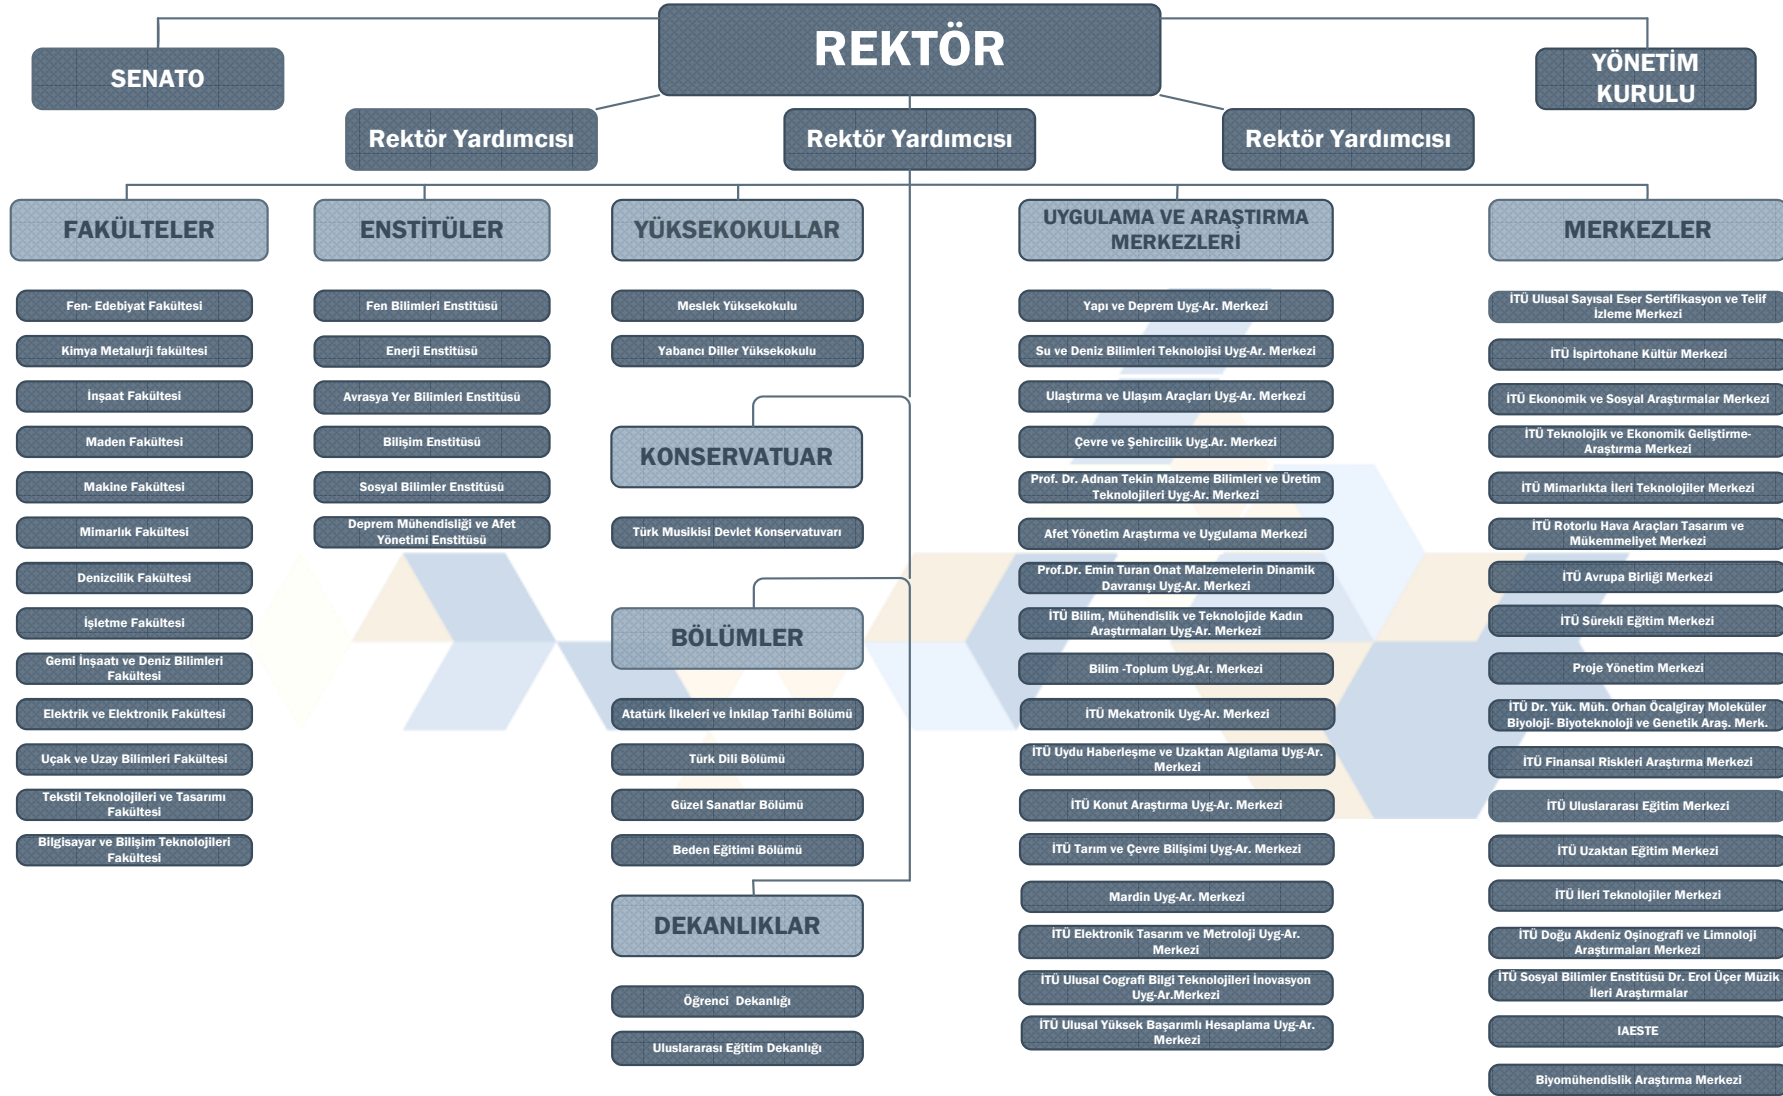 REKTÖR
SENATO
YÖNETİM
KURULU
Rektör Yardımcısı
Rektör Yardımcısı
Rektör Yardımcısı
FAKÜLTELER
Fen- Edebiyat Fakültesi
Kimya Metalurji fakültesi
İnşaat Fakültesi
Maden Fakültesi
Makine Fakültesi
Mimarlık Fakültesi
Denizcilik Fakültesi
İşletme Fakültesi
Gemi İnşaatı ve Deniz Bilimleri
Fakültesi
Elektrik ve Elektronik Fakültesi
Uçak ve Uzay Bilimleri Fakültesi
Tekstil Teknolojileri ve Tasarımı
Fakültesi
Bilgisayar ve Bilişim Teknolojileri
Fakültesi
ENSTİTÜLER
Fen Bilimleri Enstitüsü
Enerji Enstitüsü
Avrasya Yer Bilimleri Enstitüsü
Bilişim Enstitüsü
Sosyal Bilimler Enstitüsü
Deprem Mühendisliği ve Afet
Yönetimi Enstitüsü
YÜKSEKOKULLAR
Meslek Yüksekokulu
Yabancı Diller Yüksekokulu
KONSERVATUAR
Türk Musikisi Devlet Konservatuvarı
BÖLÜMLER
Atatürk İlkeleri ve İnkilap Tarihi Bölümü
Türk Dili Bölümü
Güzel Sanatlar Bölümü
Beden Eğitimi Bölümü
DEKANLIKLAR
Öğrenci Dekanlığı
Uluslararası Eğitim Dekanlığı
UYGULAMA VE ARAŞTIRMA
MERKEZLERİ
Yapı ve Deprem Uyg-Ar. Merkezi
Su ve Deniz Bilimleri Teknolojisi Uyg-Ar. Merkezi
Ulaştırma ve Ulaşım Araçları Uyg-Ar. Merkezi
Çevre ve Şehircilik Uyg.Ar. Merkezi
Prof. Dr. Adnan Tekin Malzeme Bilimleri ve Üretim
Teknolojileri Uyg-Ar. Merkezi
Afet Yönetim Araştırma ve Uygulama Merkezi
Prof.Dr. Emin Turan Onat Malzemelerin Dinamik
Davranışı Uyg-Ar. Merkezi
İTÜ Bilim, Mühendislik ve Teknolojide Kadın
Araştırmaları Uyg-Ar. Merkezi
Bilim -Toplum Uyg.Ar. Merkezi
İTÜ Mekatronik Uyg-Ar. Merkezi
İTÜ Uydu Haberleşme ve Uzaktan Algılama Uyg-Ar.
Merkezi
İTÜ Konut Araştırma Uyg-Ar. Merkezi
İTÜ Tarım ve Çevre Bilişimi Uyg-Ar. Merkezi
Mardin Uyg-Ar. Merkezi
İTÜ Elektronik Tasarım ve Metroloji Uyg-Ar.
Merkezi
İTÜ Ulusal Cografi Bilgi Teknolojileri İnovasyon
Uyg-Ar.Merkezi
İTÜ Ulusal Yüksek Başarımlı Hesaplama Uyg-Ar.
Merkezi
MERKEZLER
İTÜ Ulusal Sayısal Eser Sertifikasyon ve Telif
İzleme Merkezi
İTÜ İspirtohane Kültür Merkezi
İTÜ Ekonomik ve Sosyal Araştırmalar Merkezi
İTÜ Teknolojik ve Ekonomik Geliştirme-
Araştırma Merkezi
İTÜ Mimarlıkta İleri Teknolojiler Merkezi
İTÜ Rotorlu Hava Araçları Tasarım ve
Mükemmeliyet Merkezi
İTÜ Avrupa Birliği Merkezi
İTÜ Sürekli Eğitim Merkezi
Proje Yönetim Merkezi
İTÜ Dr. Yük. Müh. Orhan Öcalgiray Moleküler
Biyoloji- Biyoteknoloji ve Genetik Araş. Merk.
İTÜ Finansal Riskleri Araştırma Merkezi
İTÜ Uluslararası Eğitim Merkezi
İTÜ Uzaktan Eğitim Merkezi
İTÜ İleri Teknolojiler Merkezi
İTÜ Doğu Akdeniz Oşinografi ve Limnoloji
Araştırmaları Merkezi
İTÜ Sosyal Bilimler Enstitüsü Dr. Erol Üçer Müzik
İleri Araştırmalar
IAESTE
Biyomühendislik Araştırma Merkezi